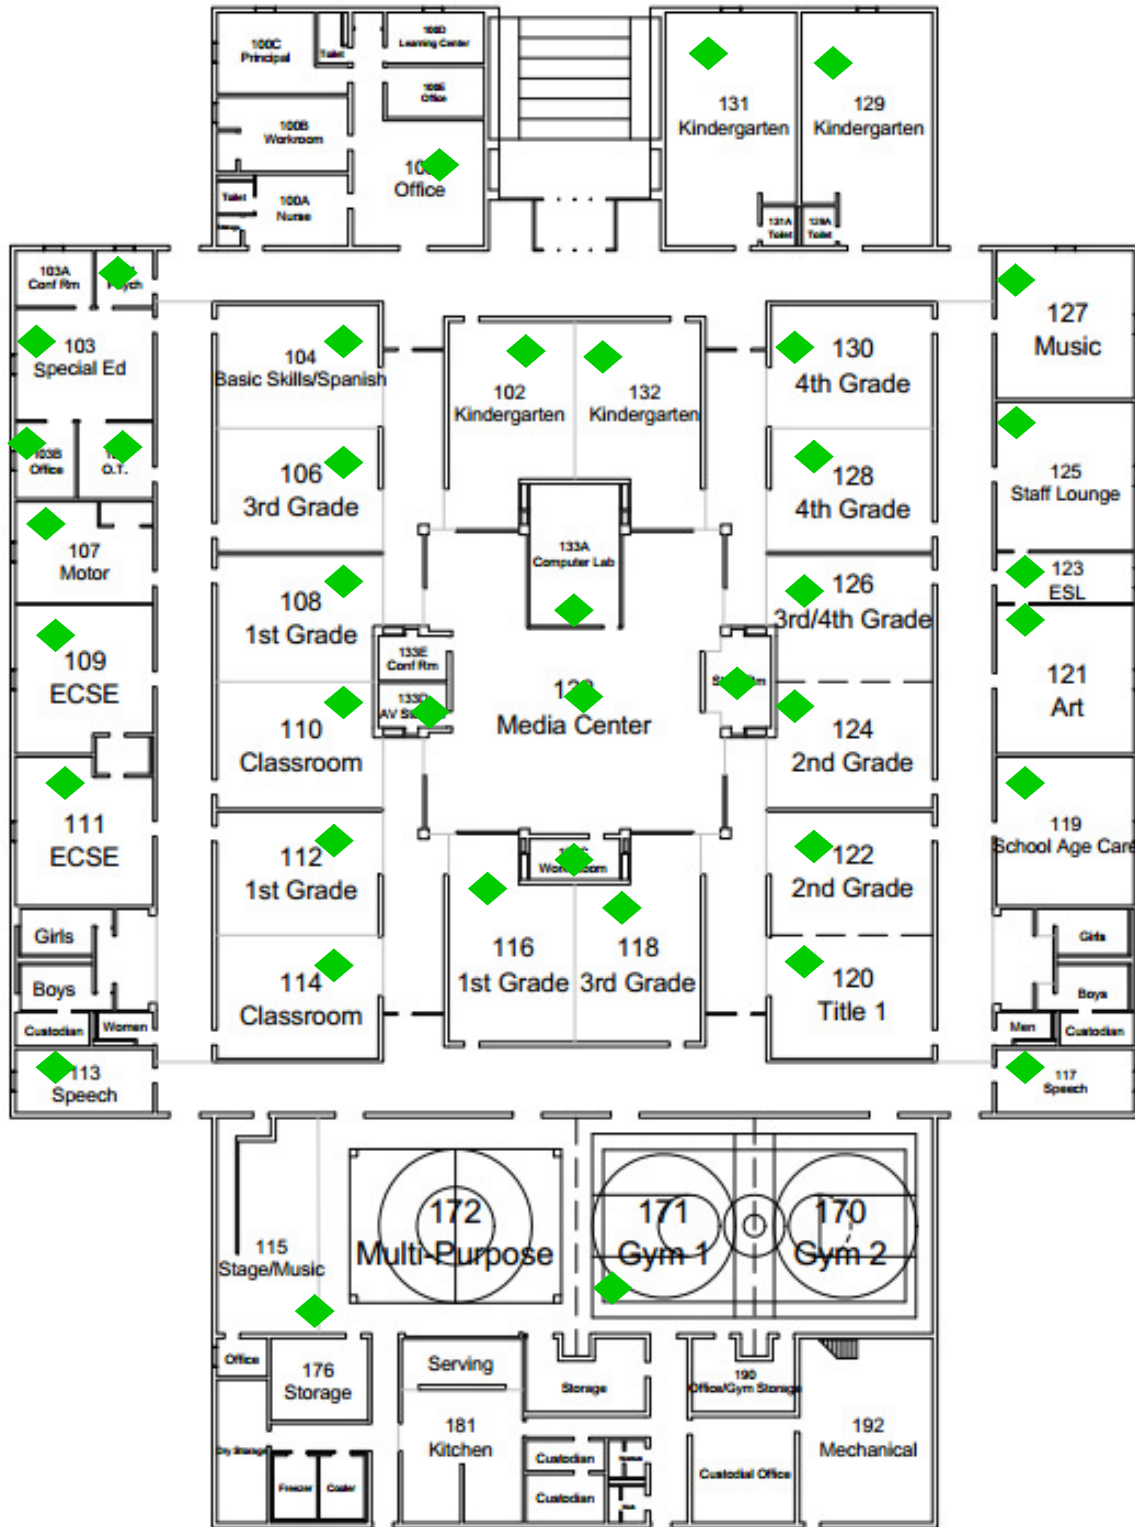 100C
Principal
Toilet
100D
Learning Center
100E
Office
100B
Workroom
Office
Toilet
100A
Nurse
131
Kindergarten
129
Kindergarten
131A
Toilet
129A
Toilet
103A
Conf Rm
103
Special Ed
103B
Office
O.T.
107
Motor
109
ECSE
111
ECSE
Girls
Boys
Custodian
Women
113
Speech
104
Basic Skills/Spanish
106
3rd Grade
108
1st Grade
110
Classroom
112
1st Grade
114
Classroom
102
Kindergarten
132
Kindergarten
133A
Computer Lab
133E
Conf Rm
133D
Media Center
116
1st Grade
118
3rd Grade
130
4th Grade
128
4th Grade
126
3rd/4th Grade
124
2nd Grade
122
2nd Grade
120
Title 1
127
Music
125
Staff Lounge
123
ESL
121
Art
119
School Age Care
Girls
Boys
Men
Custodian
117
Speech
115
Stage/Music
172
Multi-Purpose
171
Gym 1
170
Gym 2
Office
176
Storage
Dry Storage
Freezer
Cooler
Serving
181
Kitchen
Storage
Custodian
Custodian
190
Office/Gym Storage
Custodial Office
192
Mechanical